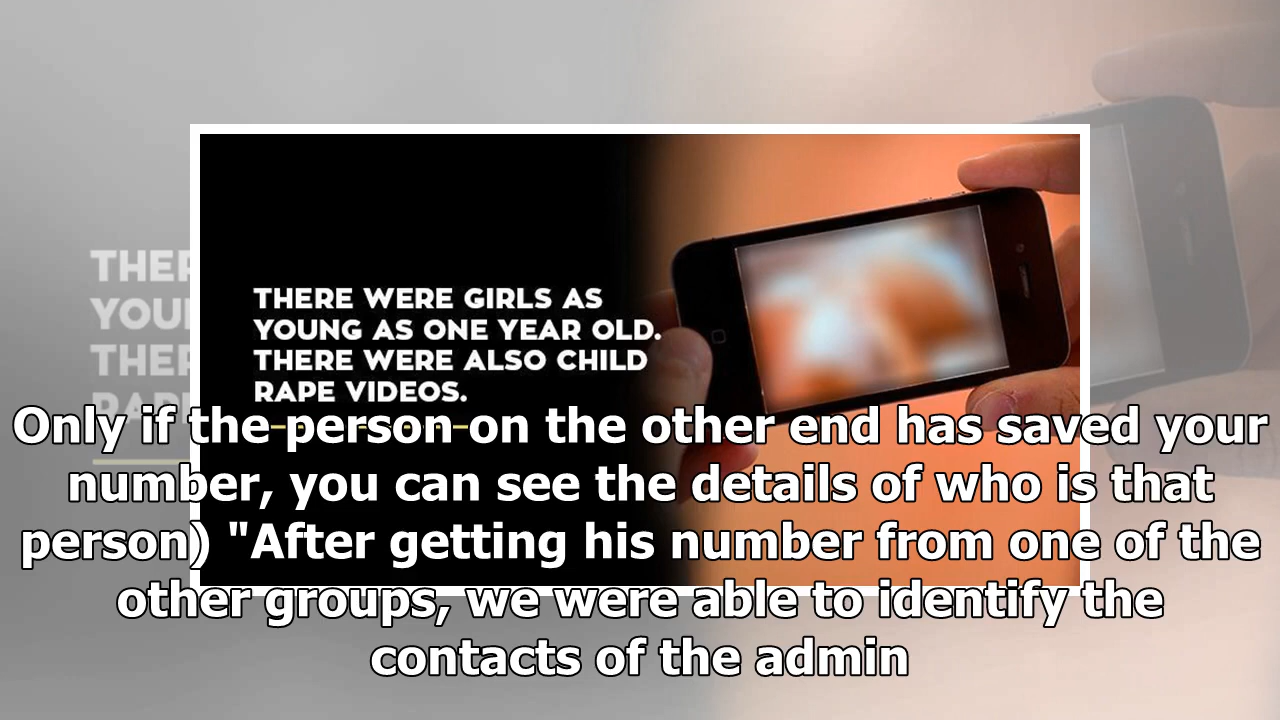 THERE WERE GIRLS AS
YOUNG AS ONE YEAR OLD.
THERE WERE ALSO CHILD
RAPE VIDEOS.
Only if the person on the other end has saved your
number, you can see the details of who is that
person) "After getting his number from one of the
other groups, we were able to identify the
contacts of the admin